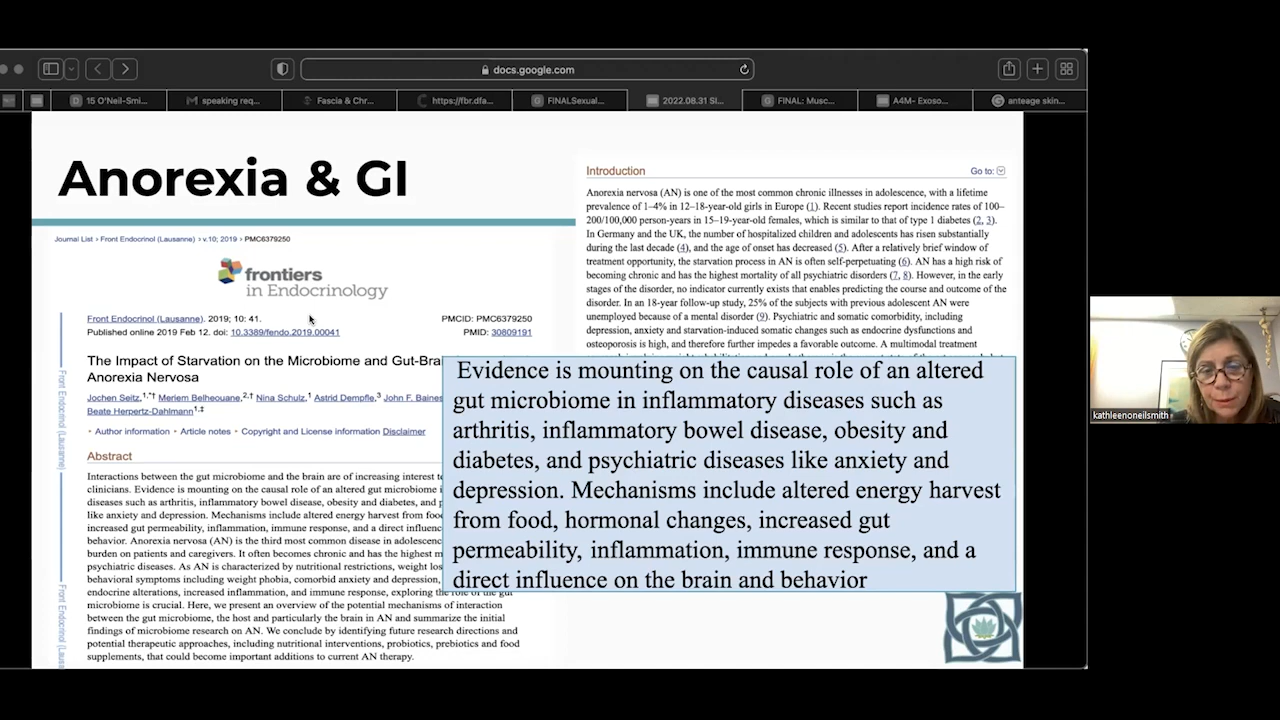 docs.google.com
15 O'Neil-Smi...
speaking req...
Fascia & Chr...
https://fbr.dfa...
FINALSexual...
2022.08.31 Sl...
FINAL: Musc...
A4M- Exoso...
anteage skin...
Anorexia & GI
Journal List > Front Endocrinol (Lausanne) > v.10; 2019 > PMC6379250
frontiers
in Endocrinology
Front Endocrinol (Lausanne). 2019; 10: 41.
PMCID: PMC6379250
Published online 2019 Feb 12. doi: 10.3389/fendo.2019.00041
PMID: 30809191
The Impact of Starvation on the Microbiome and Gut-Brai
Anorexia Nervosa
Jochen Seitz,1,*† Meriem Belheouane,2,† Nina Schulz,1 Astrid Dempfle,3 John F. Baines
Beate Herpertz-Dahlmann1,‡
Author information • Article notes • Copyright and License information Disclaimer
Front Endocrinol (Lausanne)
Front Endocrinol (Lausanne)
Abstract
Interactions between the gut microbiome and the brain are of increasing interest to
clinicians. Evidence is mounting on the causal role of an altered gut microbiome i
diseases such as arthritis, inflammatory bowel disease, obesity and diabetes, and p
like anxiety and depression. Mechanisms include altered energy harvest from food
increased gut permeability, inflammation, immune response, and a direct influenc
behavior. Anorexia nervosa (AN) is the third most common disease in adolescence
burden on patients and caregivers. It often becomes chronic and has the highest m
psychiatric diseases. As AN is characterized by nutritional restrictions, weight los
behavioral symptoms including weight phobia, comorbid anxiety and depression,
endocrine alterations, increased inflammation, and immune response, exploring the role of the gut
microbiome is crucial. Here, we present an overview of the potential mechanisms of interaction
between the gut microbiome, the host and particularly the brain in AN and summarize the initial
findings of microbiome research on AN. We conclude by identifying future research directions and
potential therapeutic approaches, including nutritional interventions, probiotics, prebiotics and food
supplements, that could become important additions to current AN therapy.
Introduction
Go to:
Anorexia nervosa (AN) is one of the most common chronic illnesses in adolescence, with a lifetime
prevalence of 1–4% in 12–18-year-old girls in Europe (1). Recent studies report incidence rates of 100–
200/100,000 person-years in 15–19-year-old females, which is similar to that of type 1 diabetes (2, 3).
In Germany and the UK, the number of hospitalized children and adolescents has risen substantially
during the last decade (4), and the age of onset has decreased (5). After a relatively brief window of
treatment opportunity, the starvation process in AN is often self-perpetuating (6). AN has a high risk of
becoming chronic and has the highest mortality of all psychiatric disorders (7, 8). However, in the early
stages of the disorder, no indicator currently exists that enables predicting the course and outcome of the
disorder. In an 18-year follow-up study, 25% of the subjects with previous adolescent AN were
unemployed because of a mental disorder (9). Psychiatric and somatic comorbidity, including
depression, anxiety and starvation-induced somatic changes such as endocrine dysfunctions and
osteoporosis is high, and therefore further impedes a favorable outcome. A multimodal treatment
Evidence is mounting on the causal role of an altered
gut microbiome in inflammatory diseases such as
arthritis, inflammatory bowel disease, obesity and
diabetes, and psychiatric diseases like anxiety and
depression. Mechanisms include altered energy harvest
from food, hormonal changes, increased gut
permeability, inflammation, immune response, and a
direct influence on the brain and behavior
kathleenoneilsmith